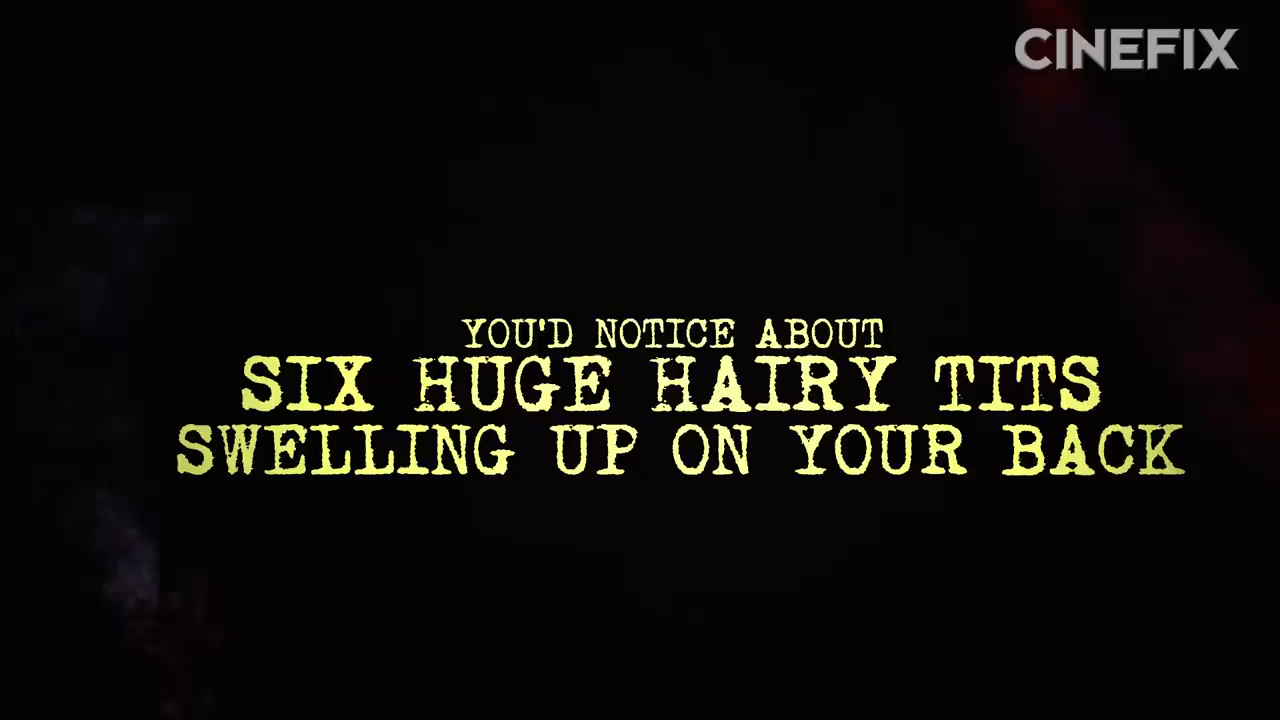 CINEFIX
YOU'D NOTICE ABOUT
SIX HUGE HAIRY TITS
SWELLING UP ON YOUR BACK